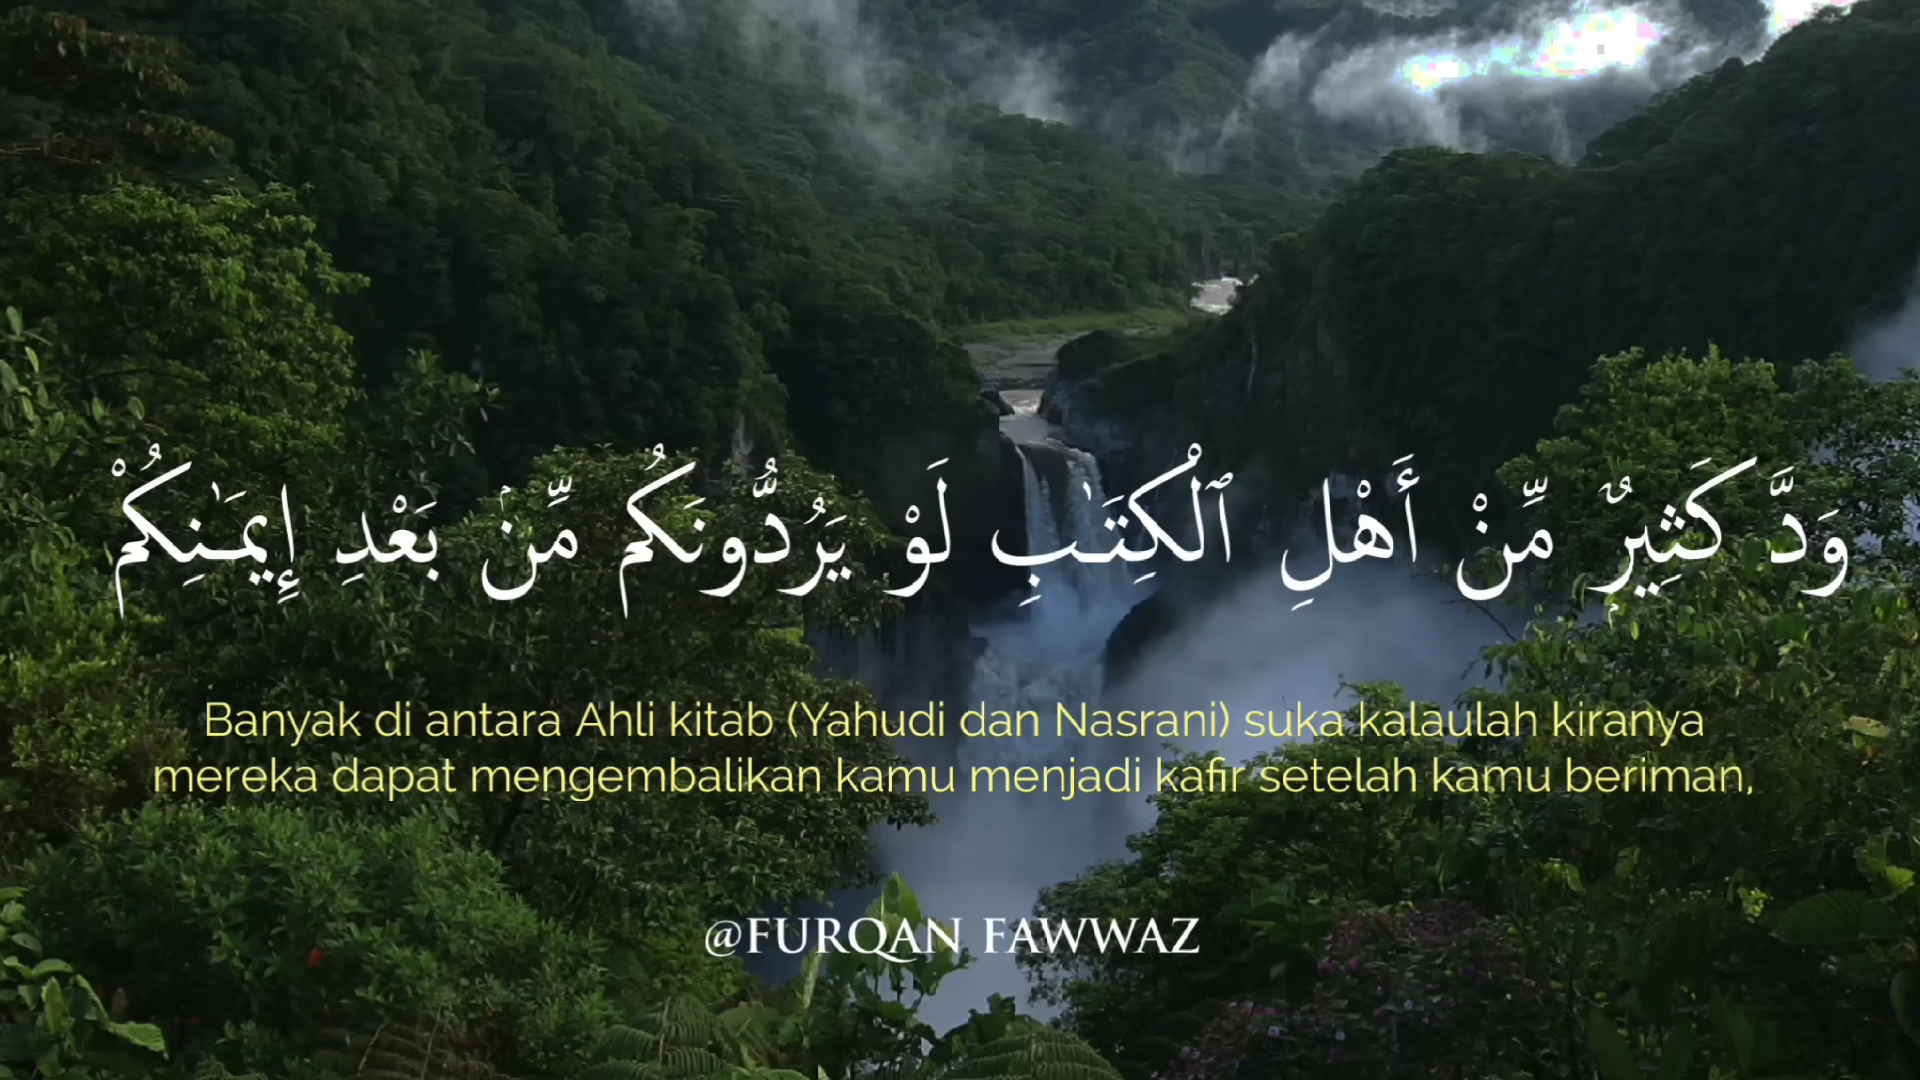 وَدَّ كَثِيرٌ مِّنْ أَهْلِ ٱلْكِتَـٰبِ لَوْ يَرُدُّونَكُم مِّنۢ بَعْدِ إِيمَـٰنِكُمْ
Banyak di antara Ahli kitab (Yahudi dan Nasrani) suka kalaulah kiranya
mereka dapat mengembalikan kamu menjadi kafir setelah kamu beriman,
@FURQAN FAWWAZ